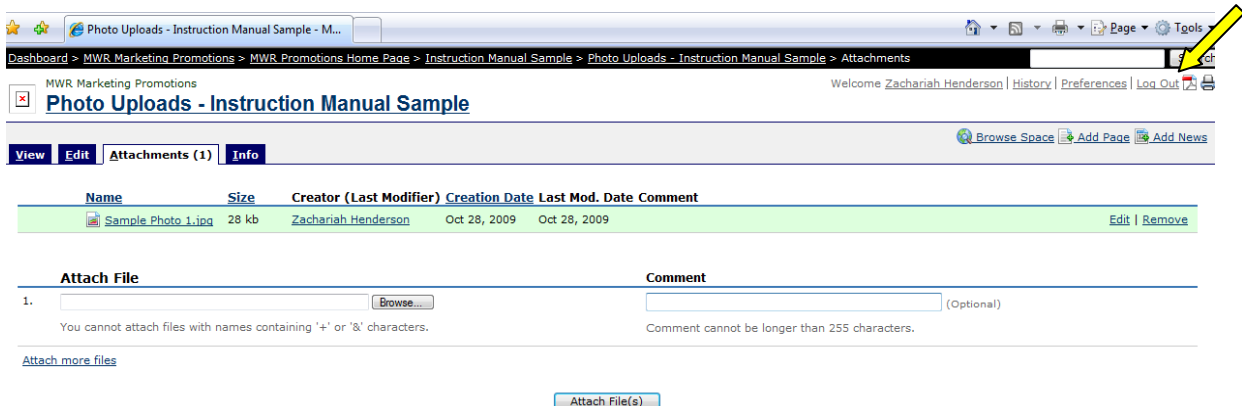 Photo Uploads - Instruction Manual Sample - M...
Page Tools
Dashboard > MWR Marketing Promotions > MWR Promotions Home Page > Instruction Manual Sample > Photo Uploads - Instruction Manual Sample > Attachments
MWR Marketing Promotions
Welcome Zachariah Henderson | History | Preferences | Log Out
Photo Uploads - Instruction Manual Sample
Browse Space Add Page Add News
View Edit Attachments (1) Info
Name Size Creator (Last Modifier) Creation Date Last Mod. Date Comment
Sample Photo 1.jpg 28 kb Zachariah Henderson Oct 28, 2009 Oct 28, 2009 Edit | Remove
Attach File Comment
1. Browse... (Optional)
You cannot attach files with names containing '+' or '&' characters. Comment cannot be longer than 255 characters.
Attach more files
Attach File(s)